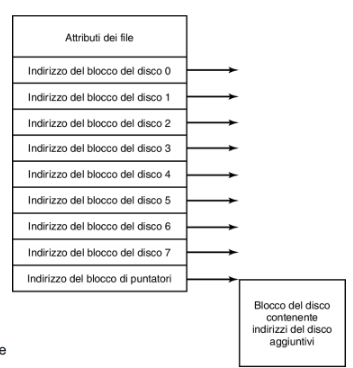 Attributi dei file
Indirizzo del blocco del disco 0
Indirizzo del blocco del disco 1
Indirizzo del blocco del disco 2
Indirizzo del blocco del disco 3
Indirizzo del blocco del disco 4
Indirizzo del blocco del disco 5
Indirizzo del blocco del disco 6
Indirizzo del blocco del disco 7
Indirizzo del blocco di puntatori
Blocco del disco
contenente
indirizzi del disco
aggiuntivi
e